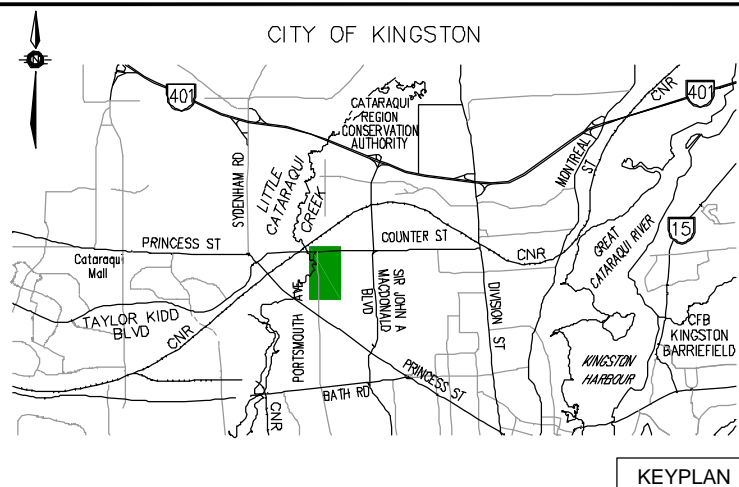 CITY OF KINGSTON
401
CATARAQUI
REGION
CONSERVATION
AUTHORITY
CNR
401
MONTREAL
ST
SYDENHAM RD
LITTLE
CATARAQUI
CREEK
GREAT
CATARAQUI RIVER
15
PRINCESS ST
COUNTER ST
CNR
Cataraqui
Mall
TAYLOR KIDD
BLVD
CNR
PORTSMOUTH AVE
SIR JOHN A
MACDONALD
BLVD
DIVISION
ST
CFB
KINGSTON
BARRIEFIELD
KINGSTON
HARBOUR
PRINCESS ST
BATH RD
CNR
KEYPLAN